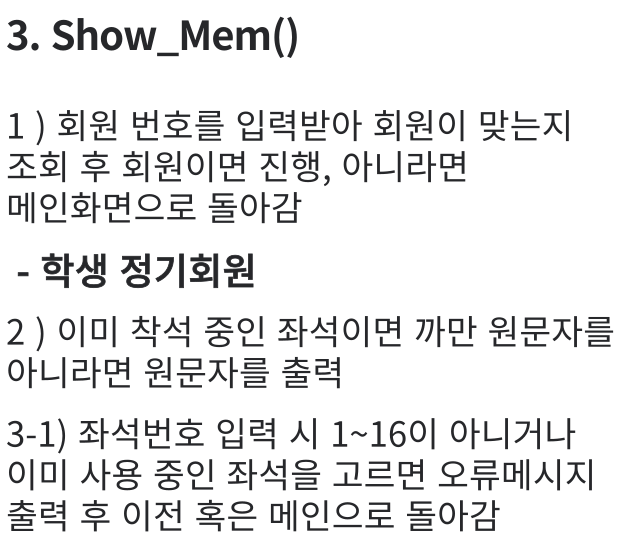 3. Show_Mem()
1 ) 회원 번호를 입력받아 회원이 맞는지
조회 후 회원이면 진행, 아니라면
메인화면으로 돌아감
- 학생 정기회원
2 ) 이미 착석 중인 좌석이면 까만 원문자를
아니라면 원문자를 출력
3-1) 좌석번호 입력 시 1~16이 아니거나
이미 사용 중인 좌석을 고르면 오류메시지
출력 후 이전 혹은 메인으로 돌아감